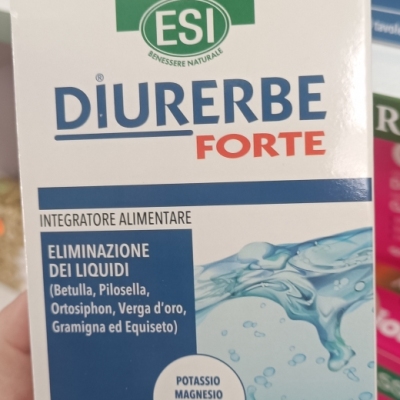 ESI
BENESSERE NATURALE
DIURERBE
FORTE
INTEGRATORE ALIMENTARE
ELIMINAZIONE
DEI LIQUIDI
(Betulla, Pilosella,
Ortosiphon, Verga d'oro,
Gramigna ed Equiseto)
POTASSIO
MAGNESIO